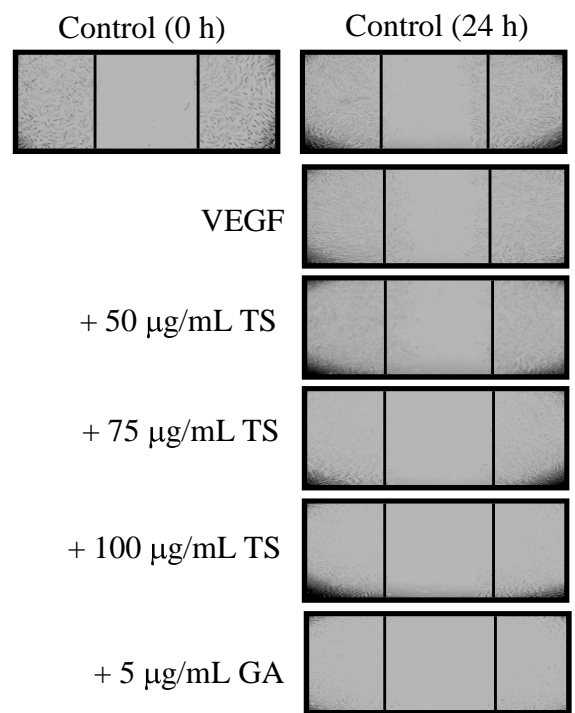 Control (0 h)
Control (24 h)
VEGF
+ 50 μg/mL TS
+ 75 μg/mL TS
+ 100 μg/mL TS
+ 5 μg/mL GA